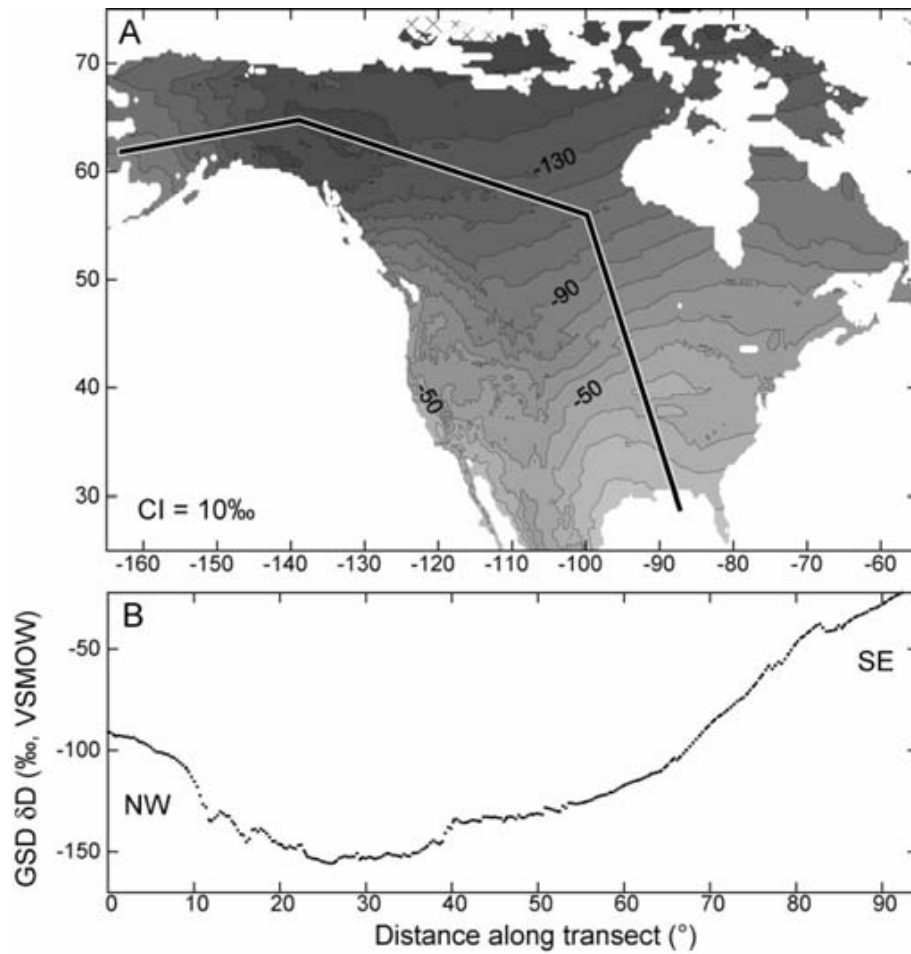 A
70
60
50
40
30
-130
-90
-50
-50
CI = 10‰
-160 -150 -140 -130 -120 -110 -100 -90 -80 -70 -60
B
GSD δD (‰, VSMOW)
-50
-100
-150
NW
SE
0 10 20 30 40 50 60 70 80 90
Distance along transect (°)